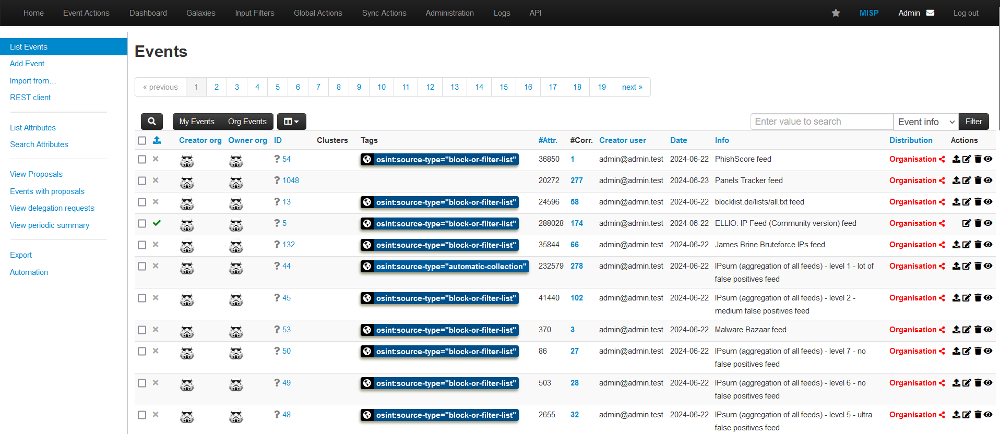 Home Event Actions Dashboard Galaxies Input Filters Global Actions Sync Actions Administration Logs API MISP Admin Log out
List Events
Add Event
Import from…
REST client
List Attributes
Search Attributes
View Proposals
Events with proposals
View delegation requests
View periodic summary
Export
Automation
Events
« previous 1 2 3 4 5 6 7 8 9 10 11 12 13 14 15 16 17 18 19 next »
My Events Org Events Enter value to search Event info Filter
Creator org Owner org ID Clusters Tags #Attr. #Corr. Creator user Date Info Distribution Actions
? 54 osint:source-type="block-or-filter-list" 36850 1 admin@admin.test 2024-06-22 PhishScore feed Organisation
? 1048 20272 277 admin@admin.test 2024-06-23 Panels Tracker feed Organisation
? 13 osint:source-type="block-or-filter-list" 24596 58 admin@admin.test 2024-06-22 blocklist.de/lists/all.txt feed Organisation
? 5 osint:source-type="block-or-filter-list" 288028 174 admin@admin.test 2024-06-22 ELLIO: IP Feed (Community version) feed Organisation
? 132 osint:source-type="block-or-filter-list" 35844 66 admin@admin.test 2024-06-22 James Brine Bruteforce IPs feed Organisation
? 44 osint:source-type="automatic-collection" 232579 278 admin@admin.test 2024-06-22 IPsum (aggregation of all feeds) - level 1 - lot of Organisation
false positives feed
? 45 osint:source-type="block-or-filter-list" 41440 102 admin@admin.test 2024-06-22 IPsum (aggregation of all feeds) - level 2 - Organisation
medium false positives feed
? 53 osint:source-type="block-or-filter-list" 370 3 admin@admin.test 2024-06-22 Malware Bazaar feed Organisation
? 50 osint:source-type="block-or-filter-list" 86 27 admin@admin.test 2024-06-22 IPsum (aggregation of all feeds) - level 7 - no Organisation
false positives feed
? 49 osint:source-type="block-or-filter-list" 503 28 admin@admin.test 2024-06-22 IPsum (aggregation of all feeds) - level 6 - no Organisation
false positives feed
? 48 osint:source-type="block-or-filter-list" 2655 32 admin@admin.test 2024-06-22 IPsum (aggregation of all feeds) - level 5 - ultra Organisation
false positives feed